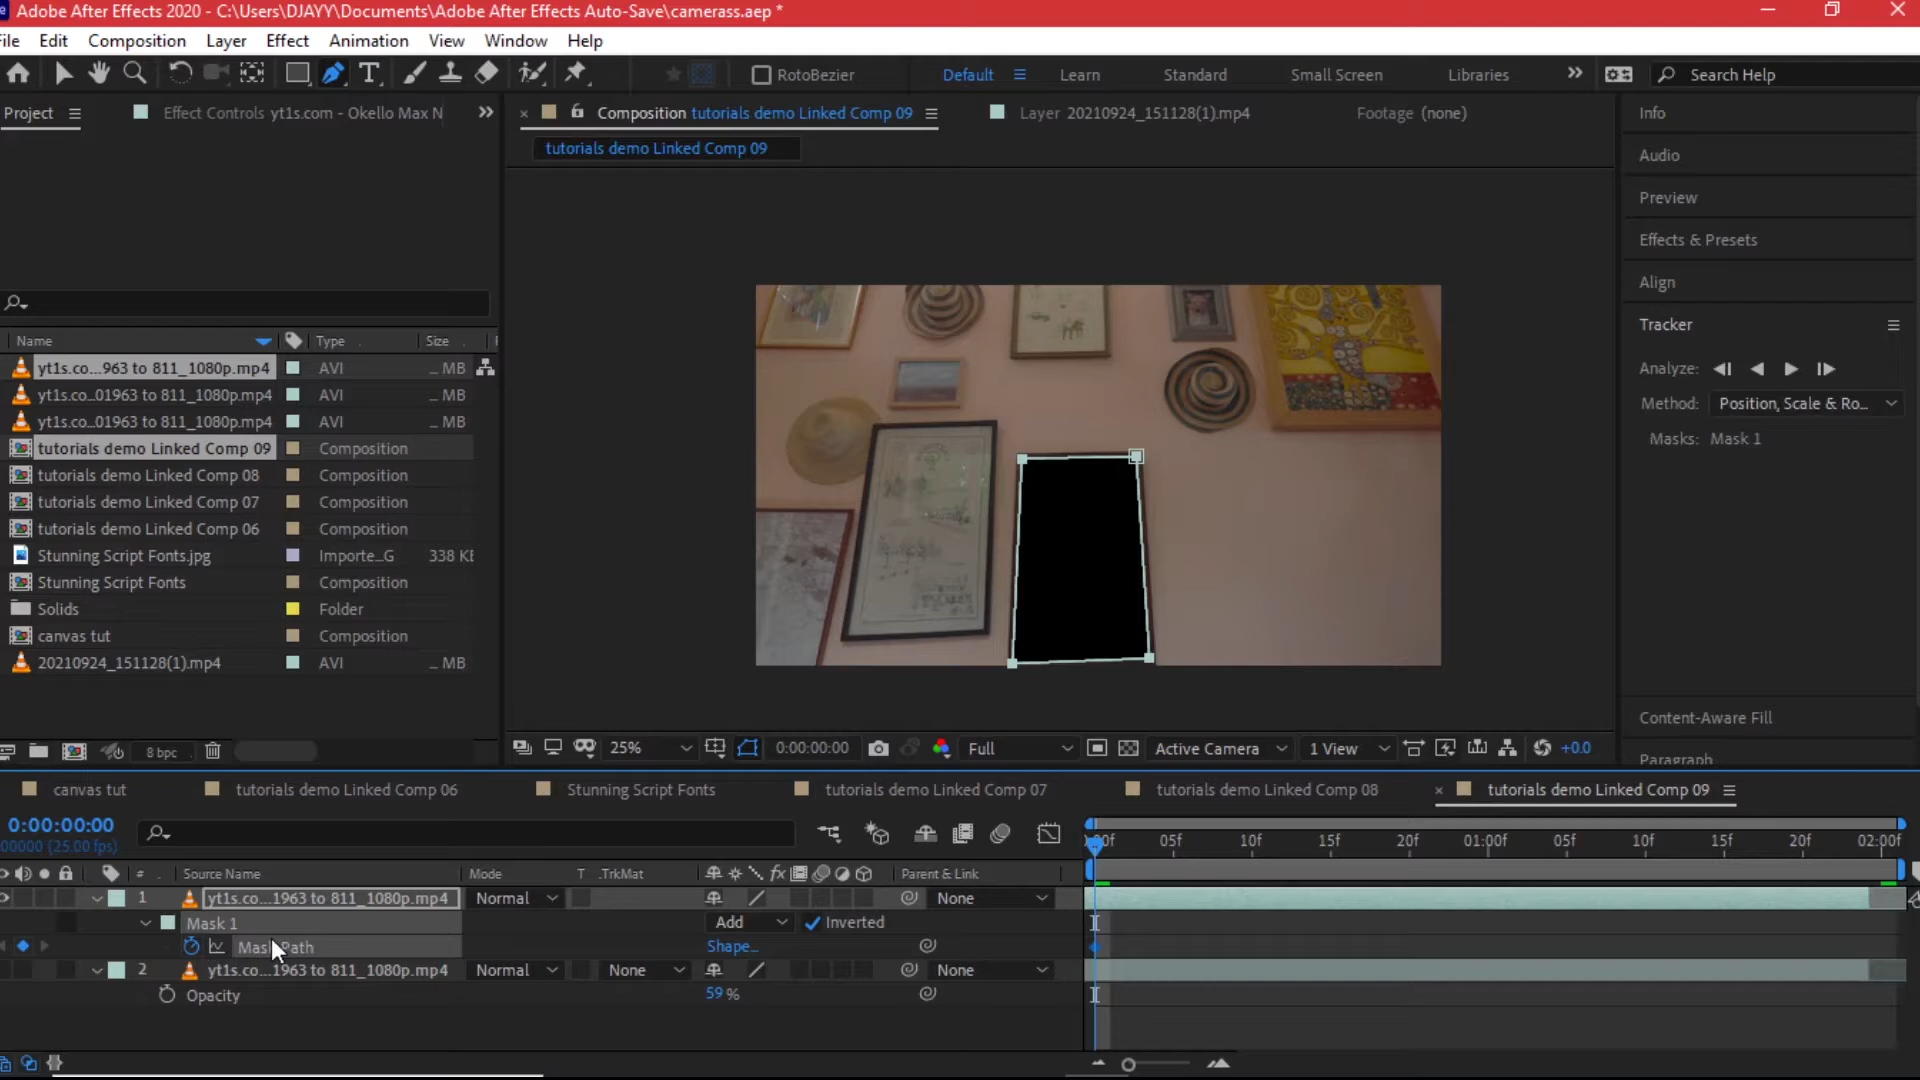 Adobe After Effects 2020 - C:\Users\DJAYY\Documents\Adobe After Effects Auto-Save\camerass.aep *
File Edit Composition Layer Effect Animation View Window Help
RotoBezier Default Learn Standard Small Screen Libraries Search Help
Project Effect Controls yt1s.com - Okello Max N
Composition tutorials demo Linked Comp 09 Layer 20210924_151128(1).mp4 Footage (none)
tutorials demo Linked Comp 09
Info
Audio
Preview
Effects & Presets
Align
Tracker
Analyze:
Method: Position, Scale & Ro...
Masks: Mask 1
Content-Aware Fill
Paragraph
Name Type Size
yt1s.co...963 to 811_1080p.mp4 AVI ... MB
yt1s.co...01963 to 811_1080p.mp4 AVI ... MB
yt1s.co...01963 to 811_1080p.mp4 AVI ... MB
tutorials demo Linked Comp 09 Composition
tutorials demo Linked Comp 08 Composition
tutorials demo Linked Comp 07 Composition
tutorials demo Linked Comp 06 Composition
Stunning Script Fonts.jpg Importe...G 338 KB
Stunning Script Fonts Composition
Solids Folder
canvas tut Composition
20210924_151128(1).mp4 AVI ... MB
8 bpc
25% 0:00:00:00 Full Active Camera 1 View +0.0
canvas tut tutorials demo Linked Comp 06 Stunning Script Fonts tutorials demo Linked Comp 07 tutorials demo Linked Comp 08 tutorials demo Linked Comp 09
0:00:00:00
00000 (25.00 fps)
:00f 05f 10f 15f 20f 01:00f 05f 10f 15f 20f 02:00f
# Source Name Mode T .TrkMat Parent & Link
1 yt1s.co...1963 to 811_1080p.mp4 Normal None
Mask 1 Add Inverted
Mask Path Shape...
2 yt1s.co...1963 to 811_1080p.mp4 Normal None None
Opacity 59 %